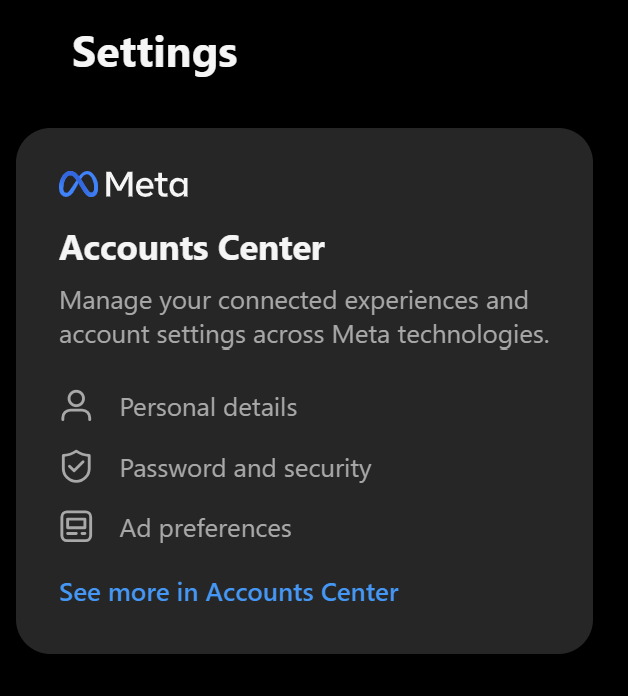 Settings
Meta
Accounts Center
Manage your connected experiences and
account settings across Meta technologies.
Personal details
Password and security
Ad preferences
See more in Accounts Center